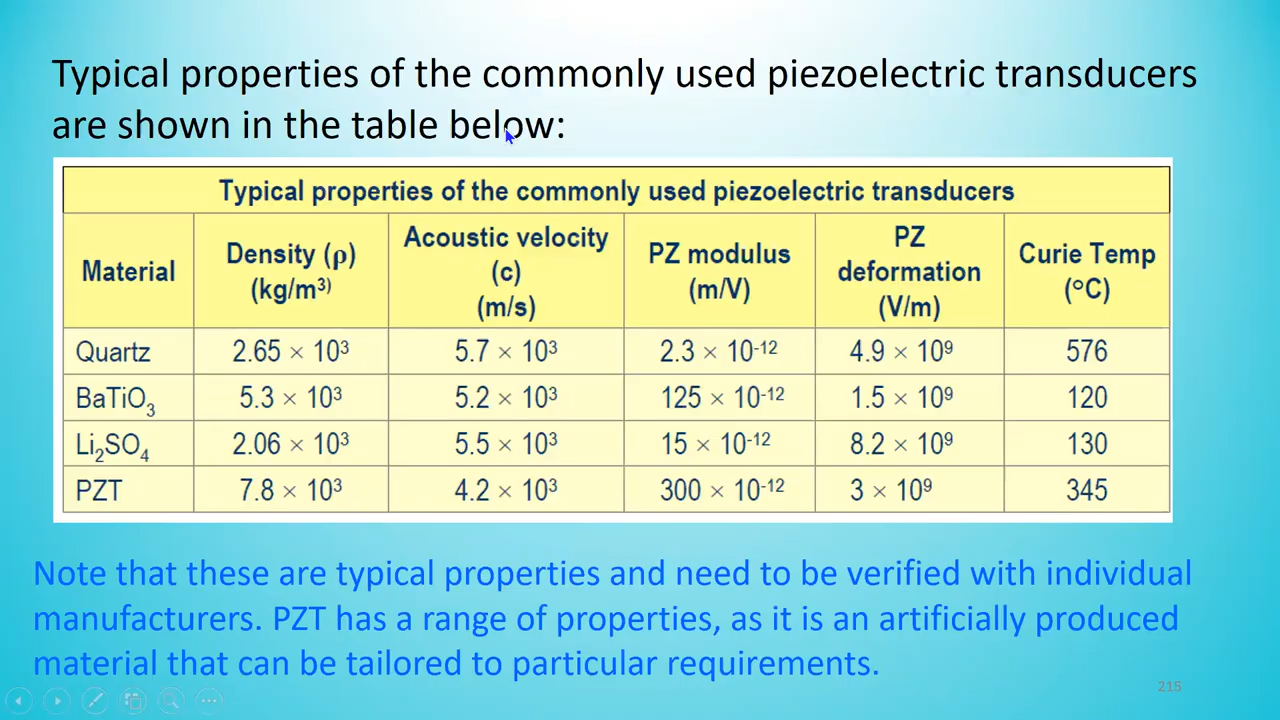 Typical properties of the commonly used piezoelectric transducers
are shown in the table below:
Typical properties of the commonly used piezoelectric transducers
Material Density (ρ) (kg/m³⁾ Acoustic velocity (c) (m/s) PZ modulus (m/V) PZ deformation (V/m) Curie Temp (°C)
Quartz 2.65 × 10³ 5.7 × 10³ 2.3 × 10⁻¹² 4.9 × 10⁹ 576
BaTiO₃ 5.3 × 10³ 5.2 × 10³ 125 × 10⁻¹² 1.5 × 10⁹ 120
Li₂SO₄ 2.06 × 10³ 5.5 × 10³ 15 × 10⁻¹² 8.2 × 10⁹ 130
PZT 7.8 × 10³ 4.2 × 10³ 300 × 10⁻¹² 3 × 10⁹ 345
Note that these are typical properties and need to be verified with individual
manufacturers. PZT has a range of properties, as it is an artificially produced
material that can be tailored to particular requirements.
215